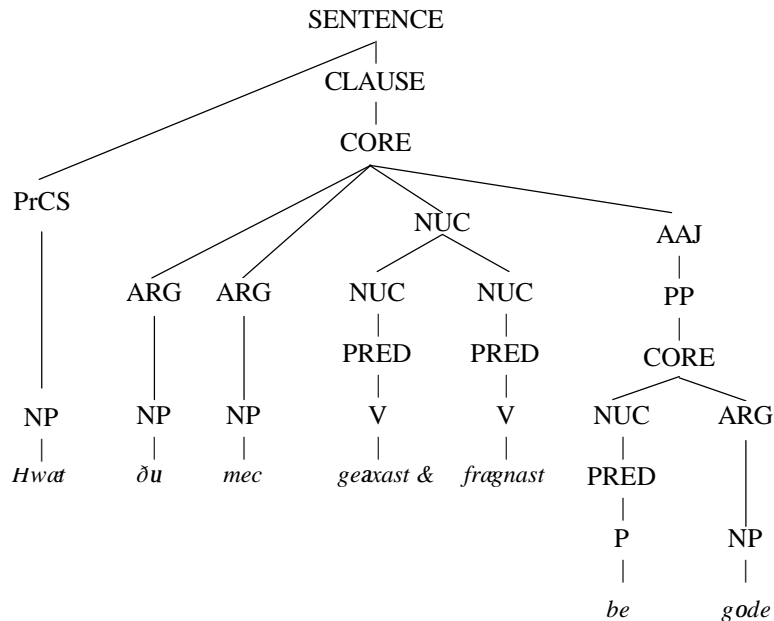 SENTENCE
CLAUSE
CORE
PrCS
NUC
AAJ
ARG ARG NUC NUC PP
PRED PRED CORE
NP NP NP V V NUC ARG
Hwæt ðu mec geaxast & frægnast PRED
P NP
be gode